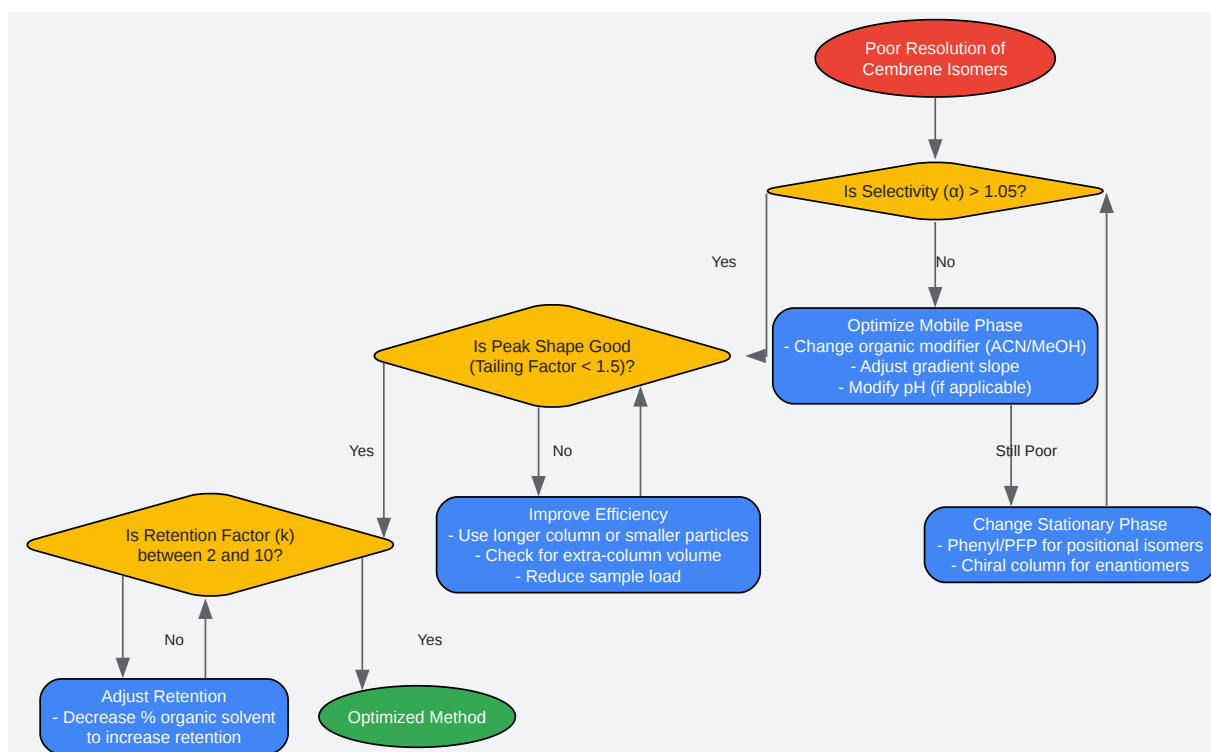 Poor Resolution of
Cembrene Isomers
Is Selectivity (α) > 1.05?
Yes
No
Optimize Mobile Phase
- Change organic modifier (ACN/MeOH)
- Adjust gradient slope
- Modify pH (if applicable)
Is Peak Shape Good
(Tailing Factor < 1.5)?
Yes
No
Still Poor
Improve Efficiency
- Use longer column or smaller particles
- Check for extra-column volume
- Reduce sample load
Change Stationary Phase
- Phenyl/PFP for positional isomers
- Chiral column for enantiomers
Is Retention Factor (k)
between 2 and 10?
No
Yes
Adjust Retention
- Decrease % organic solvent
to increase retention
Optimized Method